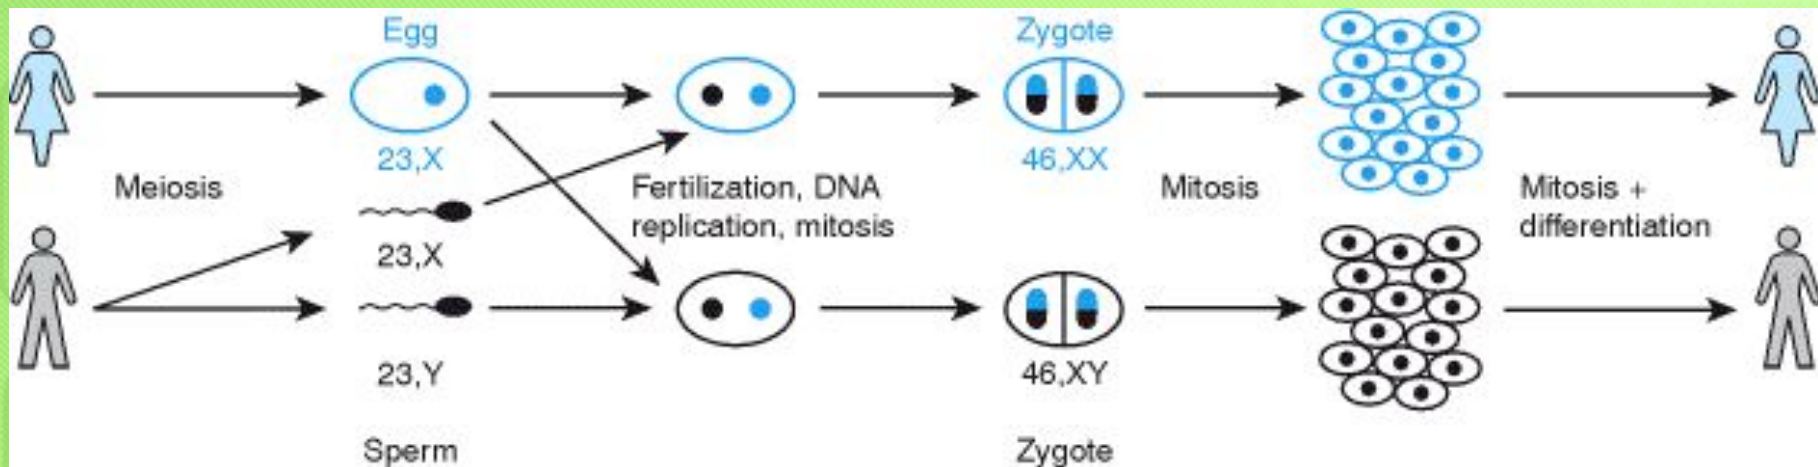 Egg
Zygote
23,X
46,XX
Meiosis
Fertilization, DNA
replication, mitosis
Mitosis
Mitosis +
differentiation
23,X
23,Y
46,XY
Sperm
Zygote